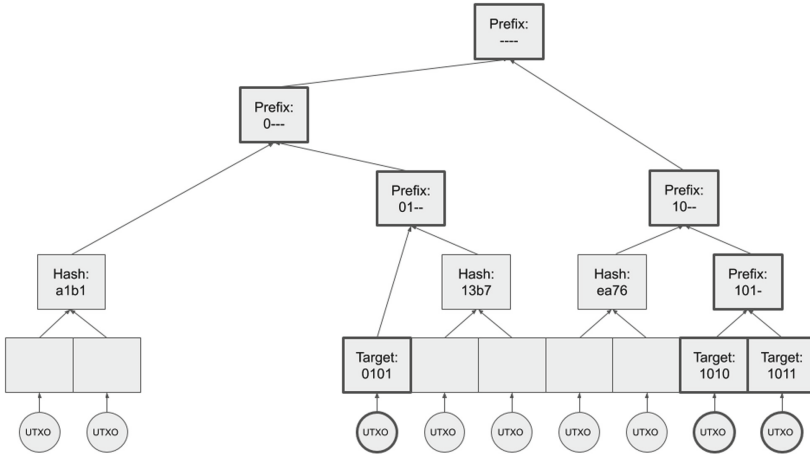 Prefix:
----
Prefix:
0---
Prefix:
01--
Prefix:
10--
Hash:
a1b1
Hash:
13b7
Hash:
ea76
Prefix:
101-
Target:
0101
Target:
1010
Target:
1011
UTXO
UTXO
UTXO
UTXO
UTXO
UTXO
UTXO
UTXO
UTXO